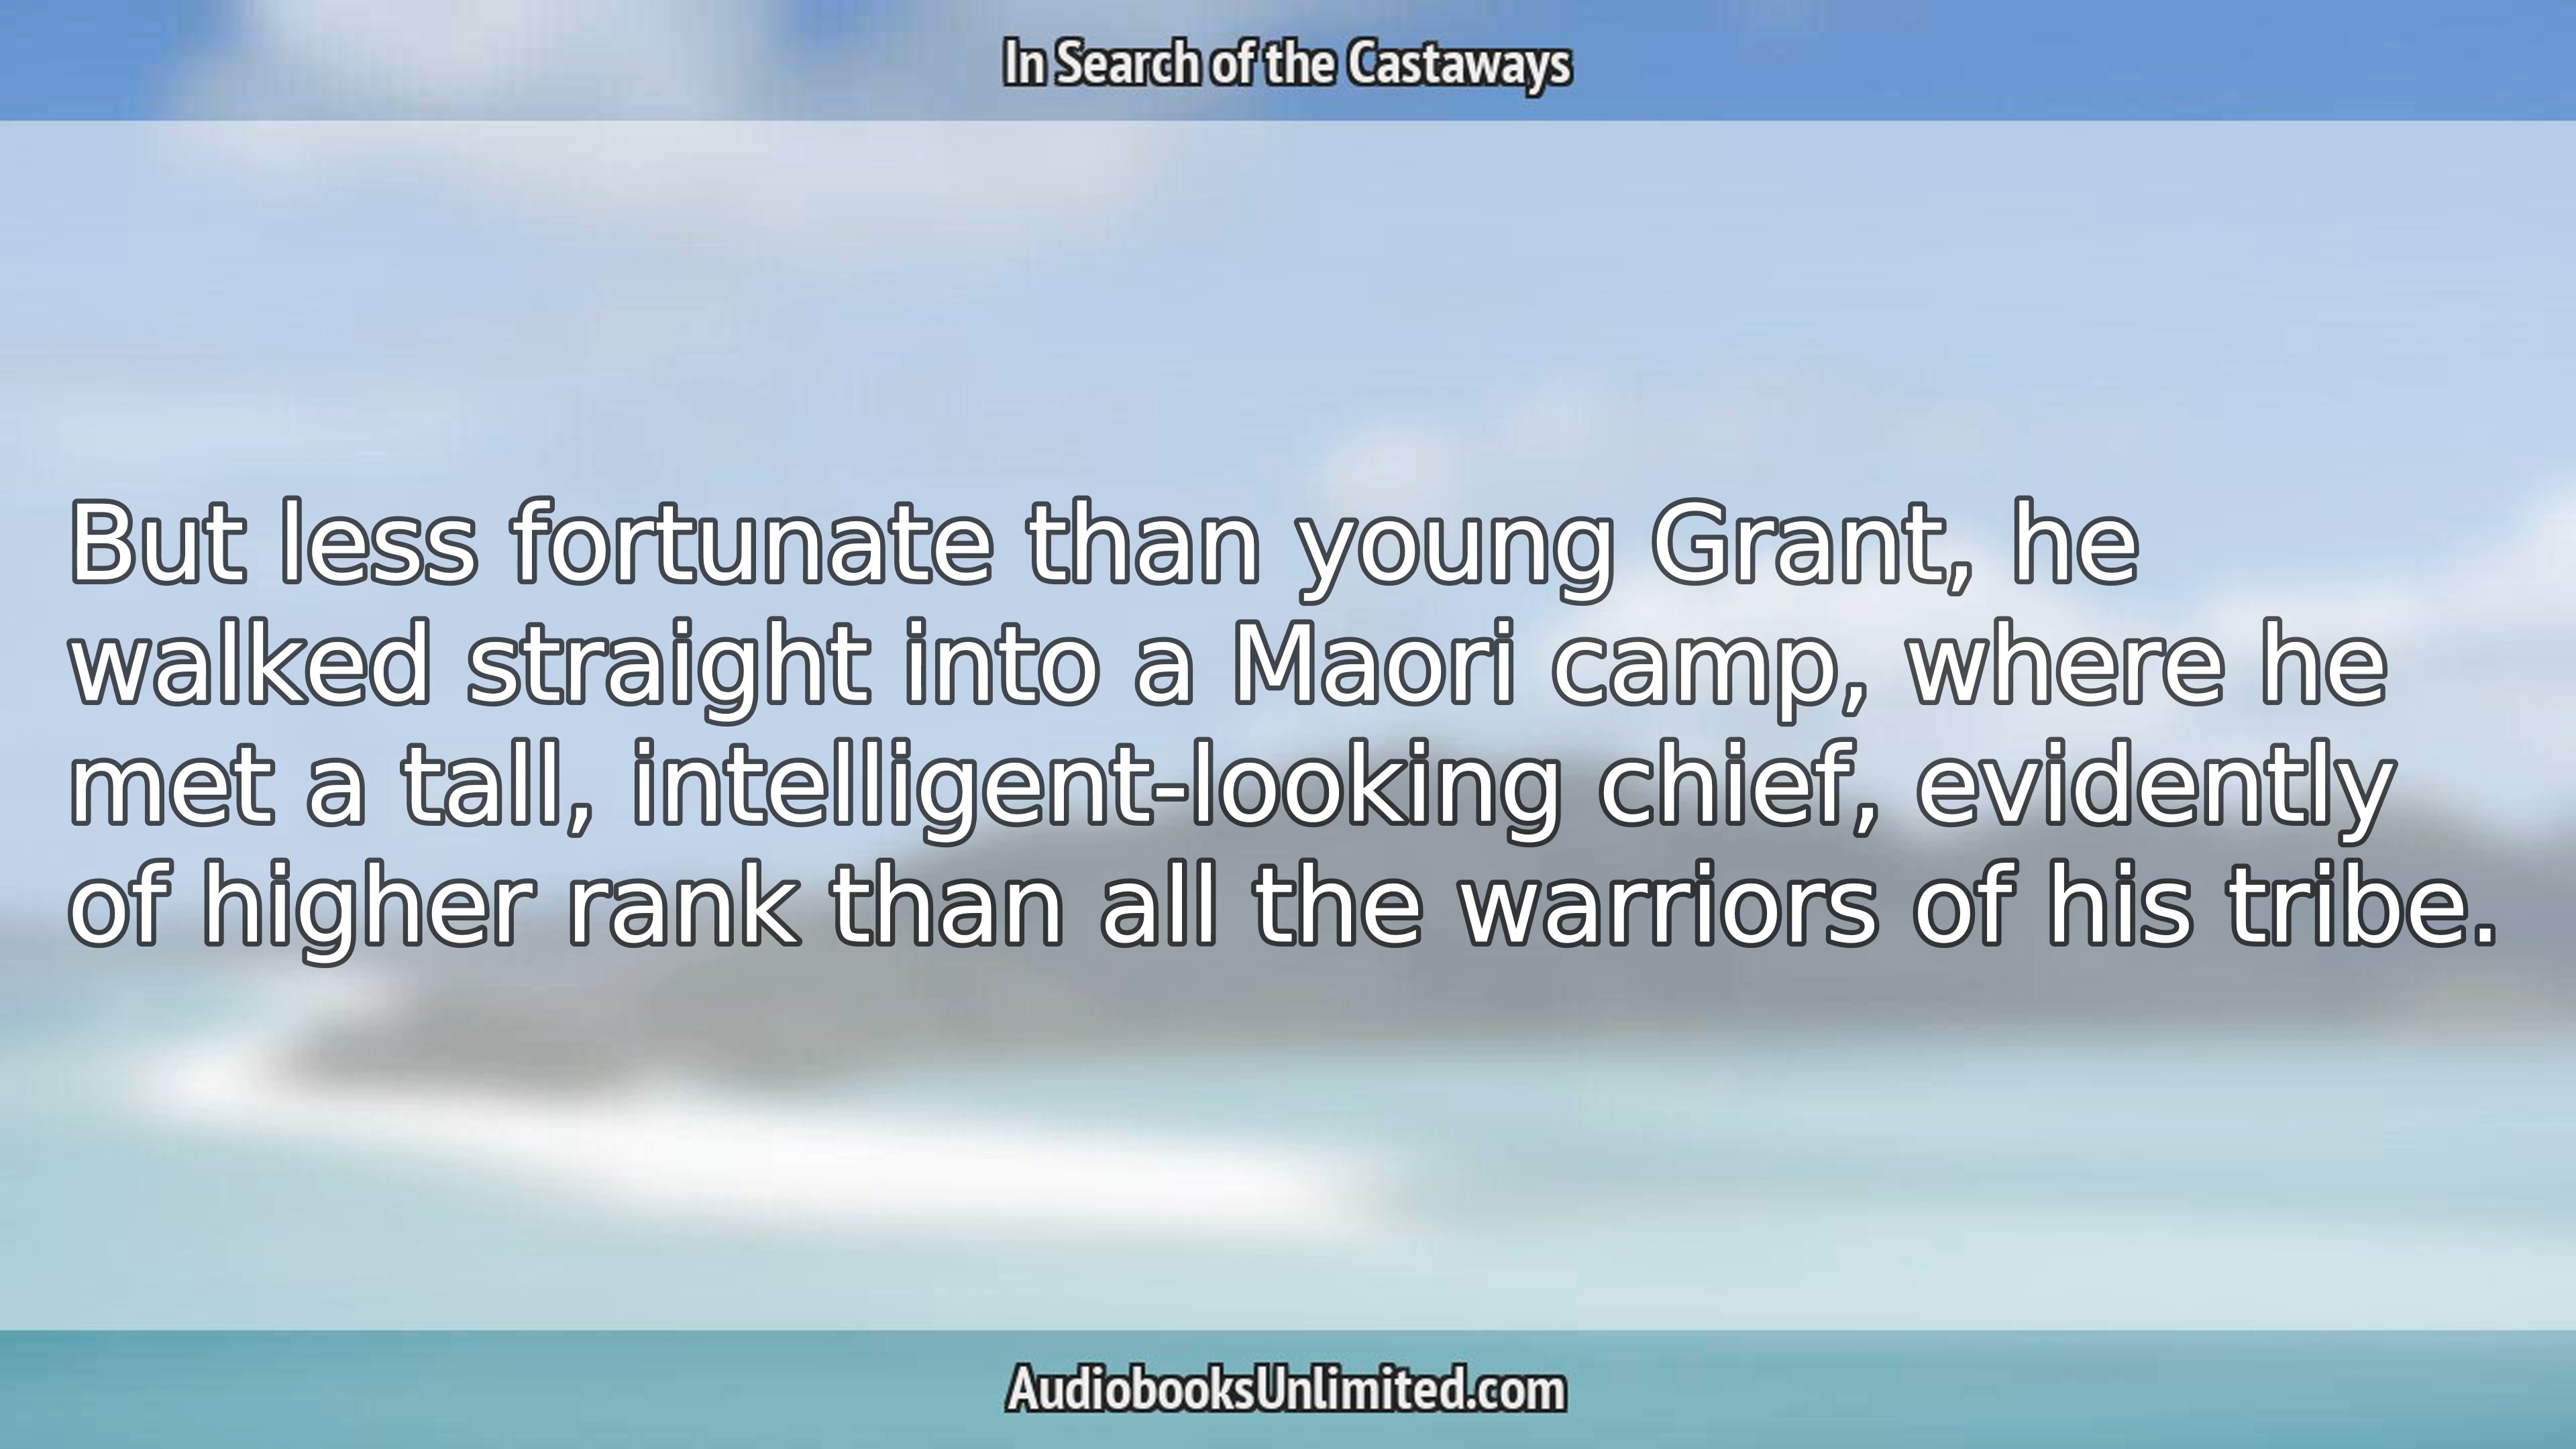 In Search of the Castaways
But less fortunate than young Grant, he
walked straight into a Maori camp, where he
met a tall, intelligent-looking chief, evidently
of higher rank than all the warriors of his tribe.
AudiobooksUnlimited.com